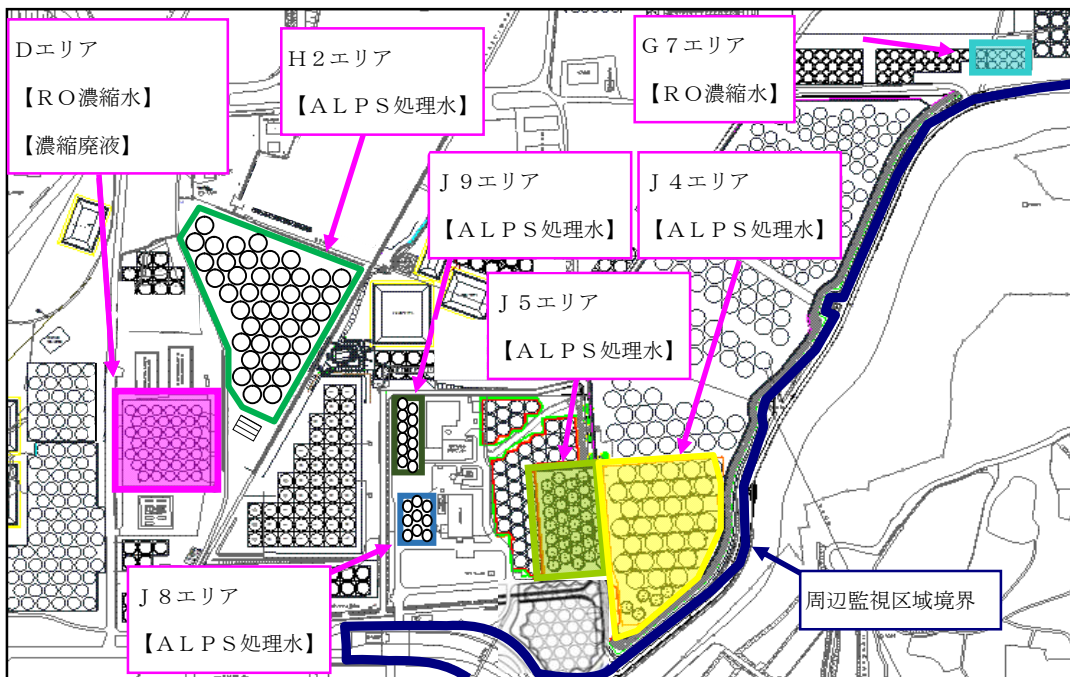 Dエリア
【RO濃縮水】
【濃縮廃液】
H2エリア
【ALPS処理水】
G7エリア
【RO濃縮水】
J9エリア
【ALPS処理水】
J4エリア
【ALPS処理水】
J5エリア
【ALPS処理水】
J8エリア
【ALPS処理水】
周辺監視区域境界